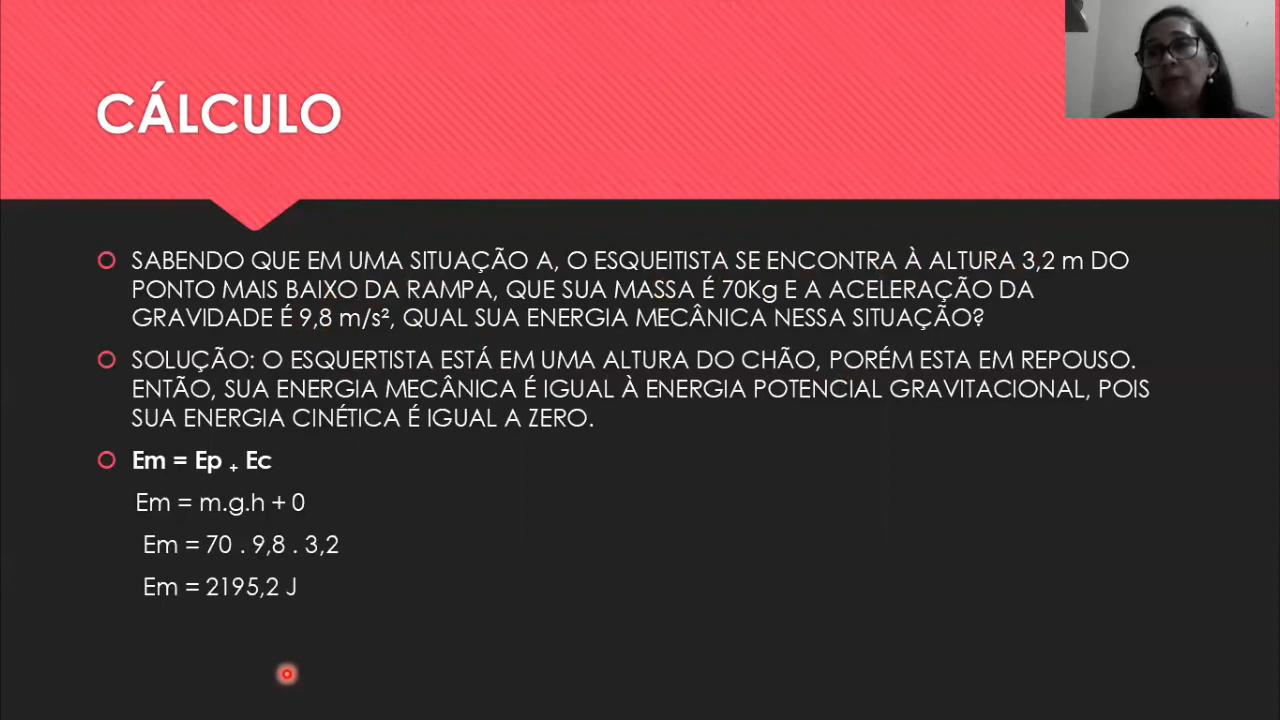 CÁLCULO
SABENDO QUE EM UMA SITUAÇÃO A, O ESQUEITISTA SE ENCONTRA À ALTURA 3,2 m DO
PONTO MAIS BAIXO DA RAMPA, QUE SUA MASSA É 70Kg E A ACELERAÇÃO DA
GRAVIDADE É 9,8 m/s², QUAL SUA ENERGIA MECÂNICA NESSA SITUAÇÃO?
SOLUÇÃO: O ESQUERTISTA ESTÁ EM UMA ALTURA DO CHÃO, PORÉM ESTA EM REPOUSO.
ENTÃO, SUA ENERGIA MECÂNICA É IGUAL À ENERGIA POTENCIAL GRAVITACIONAL, POIS
SUA ENERGIA CINÉTICA É IGUAL A ZERO.
Em = Ep ₊ Ec
Em = m.g.h + 0
Em = 70 . 9,8 . 3,2
Em = 2195,2 J